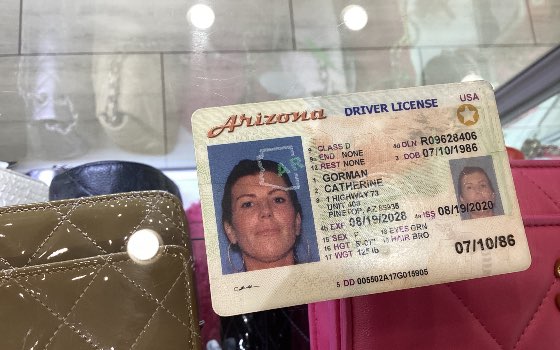 Arizona DRIVER LICENSE USA
9 CLASS D 4d DLN R09628406
9a END NONE 3 DOB 07/10/1986
12 REST NONE
1 GORMAN
2 CATHERINE
8 1 HIGHWAY 73
UNIT 403
PINETOP, AZ 85935
4b EXP 08/19/2028 4a ISS 08/19/2020
15 SEX 18 EYES GRN
16 HGT 19 HAIR BRO
17 WGT 125 lb
07/10/86
5 DD 005502A17G015905